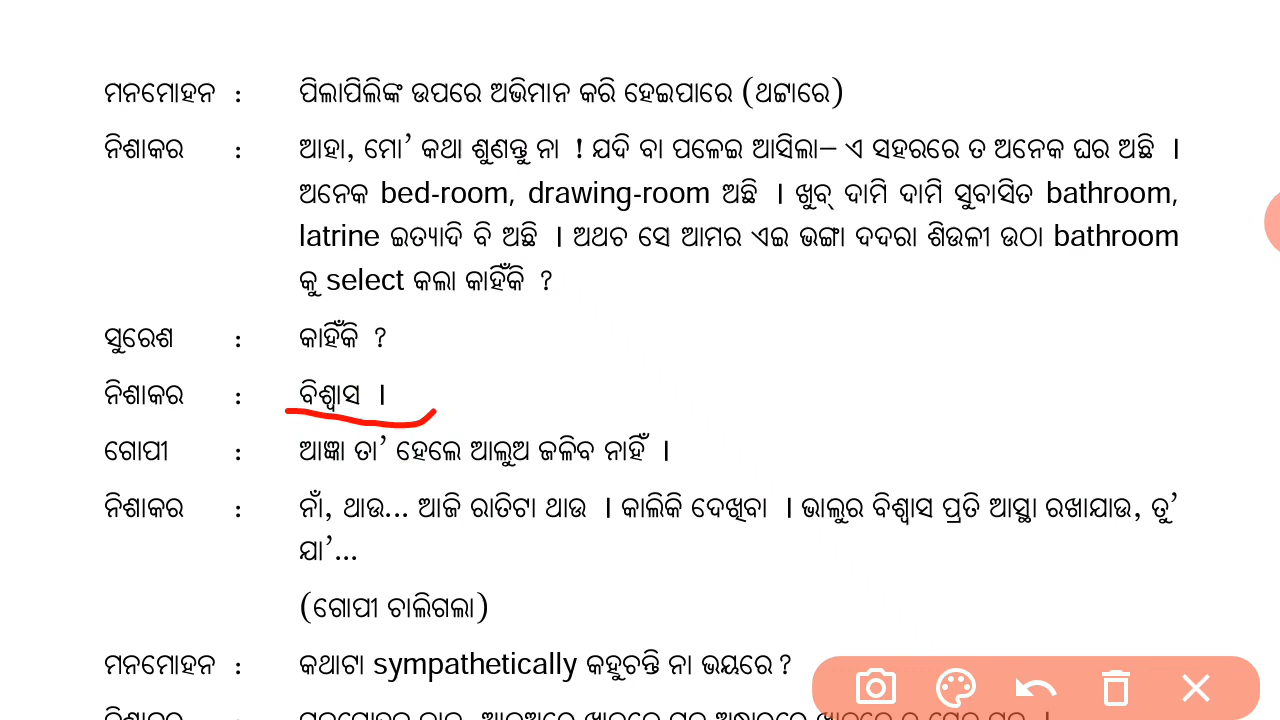 ମନମୋହନ : ପିଲାପିଲିଙ୍କ ଉପରେ ଅଭିମାନ କରି ହେଇପାରେ (ଥଟ୍ଟାରେ)
ନିଶାକର : ଆହା, ମୋ’ କଥା ଶୁଣନ୍ତୁ ନା ! ଯଦି ବା ପଳେଇ ଆସିଲା– ଏ ସହରରେ ତ ଅନେକ ଘର ଅଛି ।
ଅନେକ bed-room, drawing-room ଅଛି । ଖୁବ୍ ଦାମି ଦାମି ସୁବାସିତ bathroom,
latrine ଇତ୍ୟାଦି ବି ଅଛି । ଅଥଚ ସେ ଆମର ଏଇ ଭଙ୍ଗା ଦଦରା ଶିଉଳୀ ଉଠା bathroom
କୁ select କଲା କାହିଁକି ?
ସୁରେଶ : କାହିଁକି ?
ନିଶାକର : ବିଶ୍ୱାସ ।
ଗୋପୀ : ଆଜ୍ଞା ତା’ ହେଲେ ଆଲୁଅ ଜଳିବ ନାହିଁ ।
ନିଶାକର : ନାଁ, ଥାଉ... ଆଜି ରାତିଟା ଥାଉ । କାଲିକି ଦେଖିବା । ଭାଲୁର ବିଶ୍ୱାସ ପ୍ରତି ଆସ୍ଥା ରଖାଯାଉ, ତୁ’
ଯା’...
(ଗୋପୀ ଚାଲିଗଲା)
ମନମୋହନ : କଥାଟା sympathetically କହୁଚନ୍ତି ନା ଭୟରେ ?